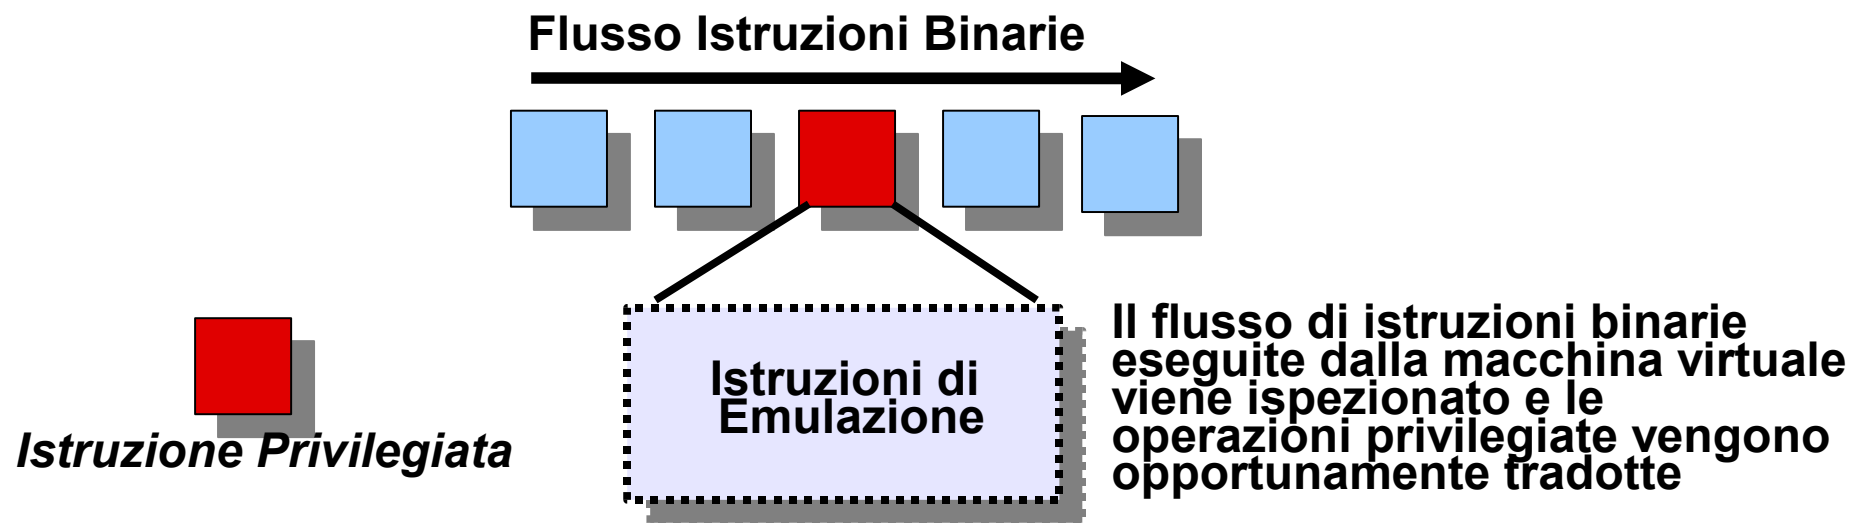 Flusso Istruzioni Binarie
Istruzione Privilegiata
Istruzioni di
Emulazione
Il flusso di istruzioni binarie
eseguite dalla macchina virtuale
viene ispezionato e le
operazioni privilegiate vengono
opportunamente tradotte